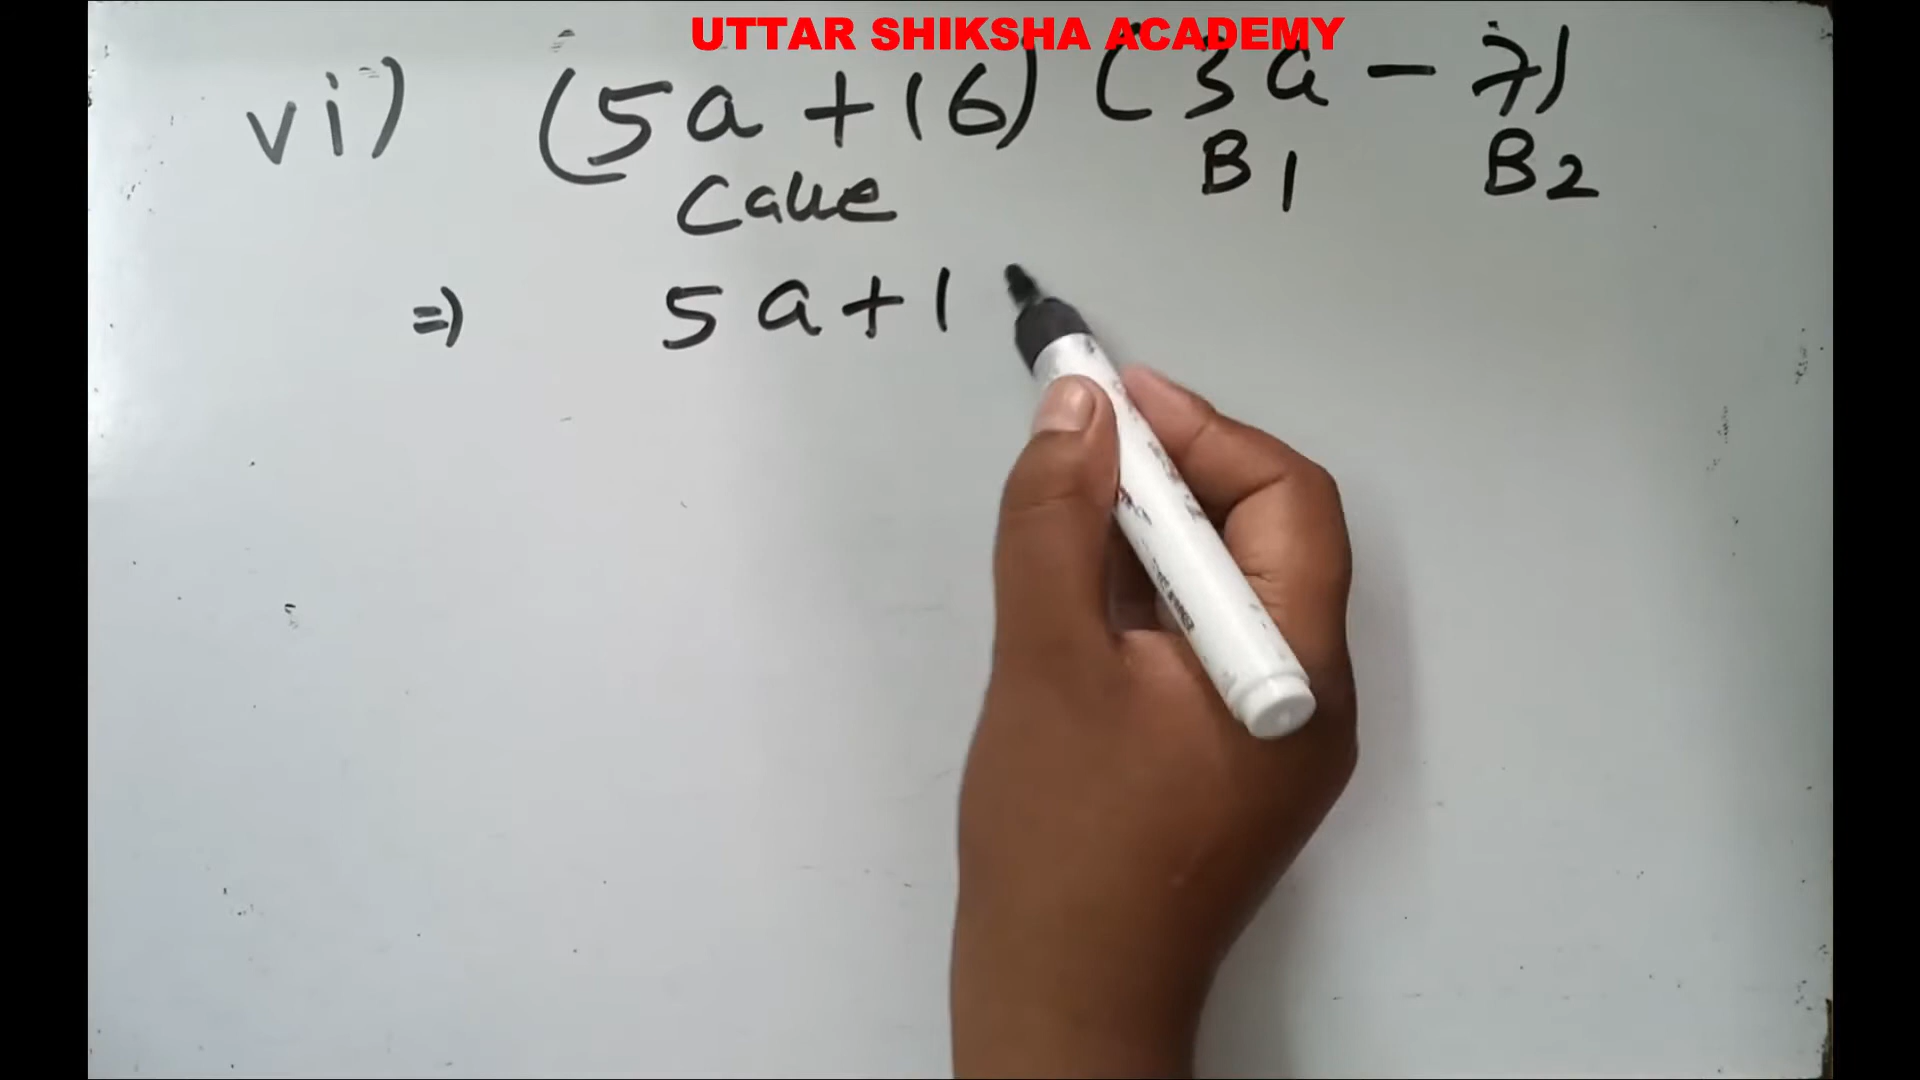 UTTAR SHIKSHA ACADEMY
vi) (5a+16) (3a-7)
Cake B1 B2
=) 5a+1